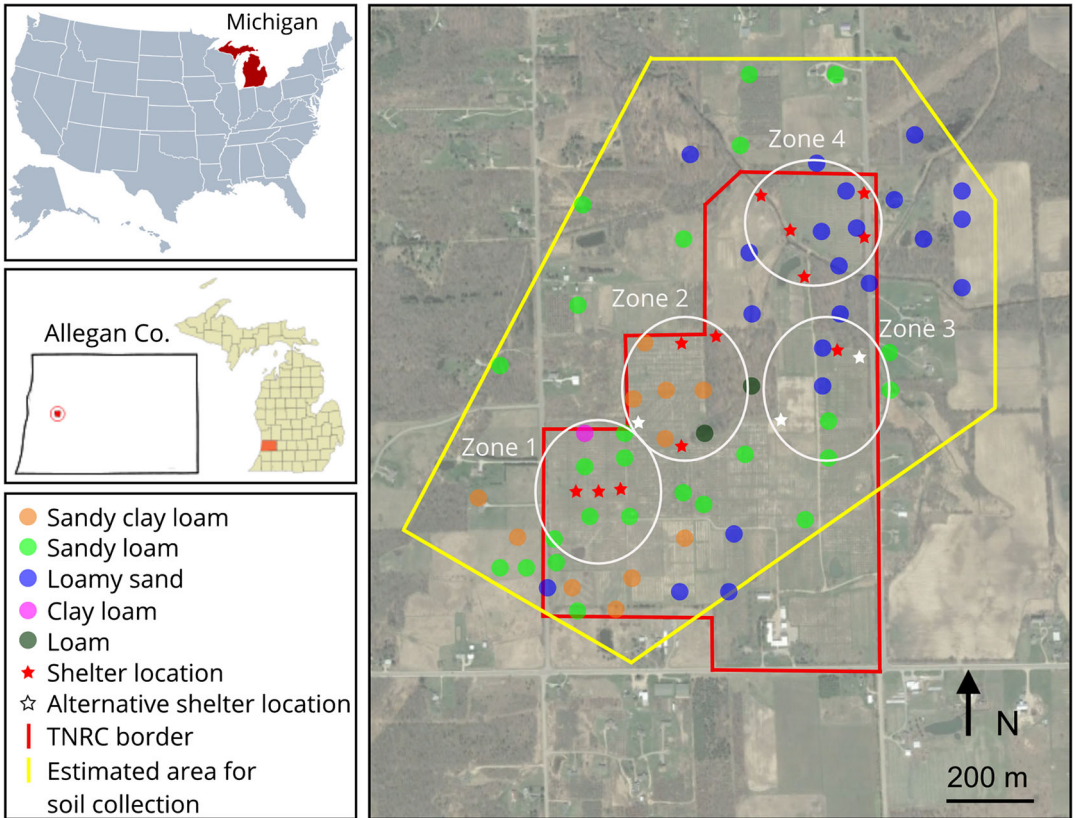 Michigan
Allegan Co.
Sandy clay loam
Sandy loam
Loamy sand
Clay loam
Loam
Shelter location
Alternative shelter location
TNRC border
Estimated area for
soil collection
Zone 4
Zone 2
Zone 3
Zone 1
N
200 m